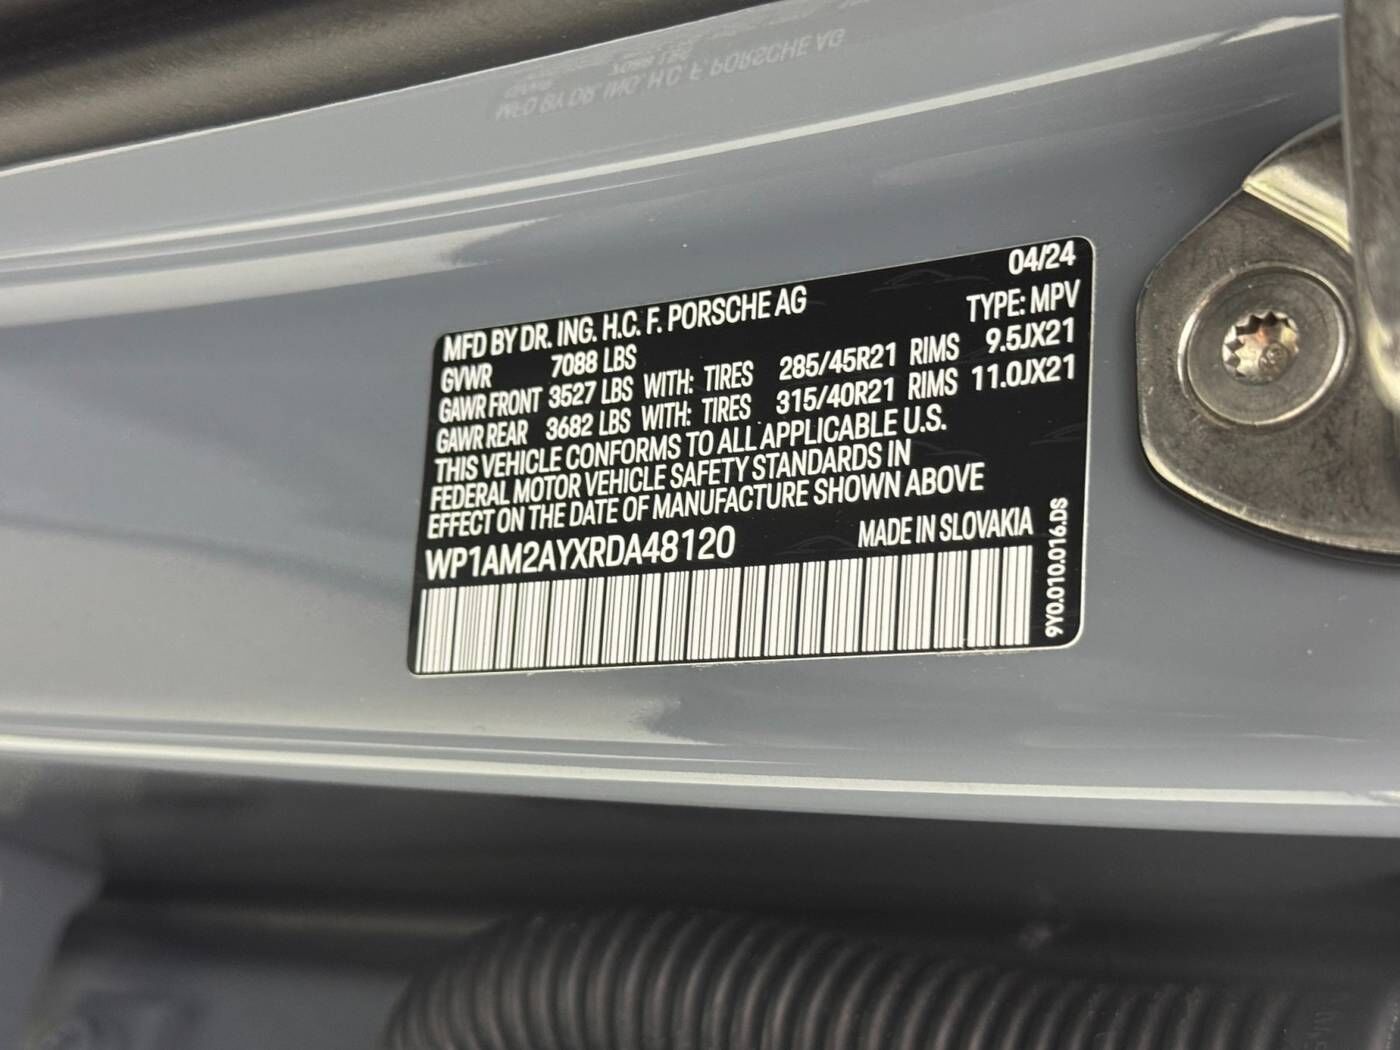 04/24
MFD BY DR. ING. H.C. F. PORSCHE AG
TYPE: MPV
GVWR 7088 LBS
GAWR FRONT 3527 LBS WITH: TIRES 285/45R21 RIMS 9.5JX21
GAWR REAR 3682 LBS WITH: TIRES 315/40R21 RIMS 11.0JX21
THIS VEHICLE CONFORMS TO ALL APPLICABLE U.S.
FEDERAL MOTOR VEHICLE SAFETY STANDARDS IN
EFFECT ON THE DATE OF MANUFACTURE SHOWN ABOVE
WP1AM2AYXRDA48120 MADE IN SLOVAKIA
9Y0.010.016.DS